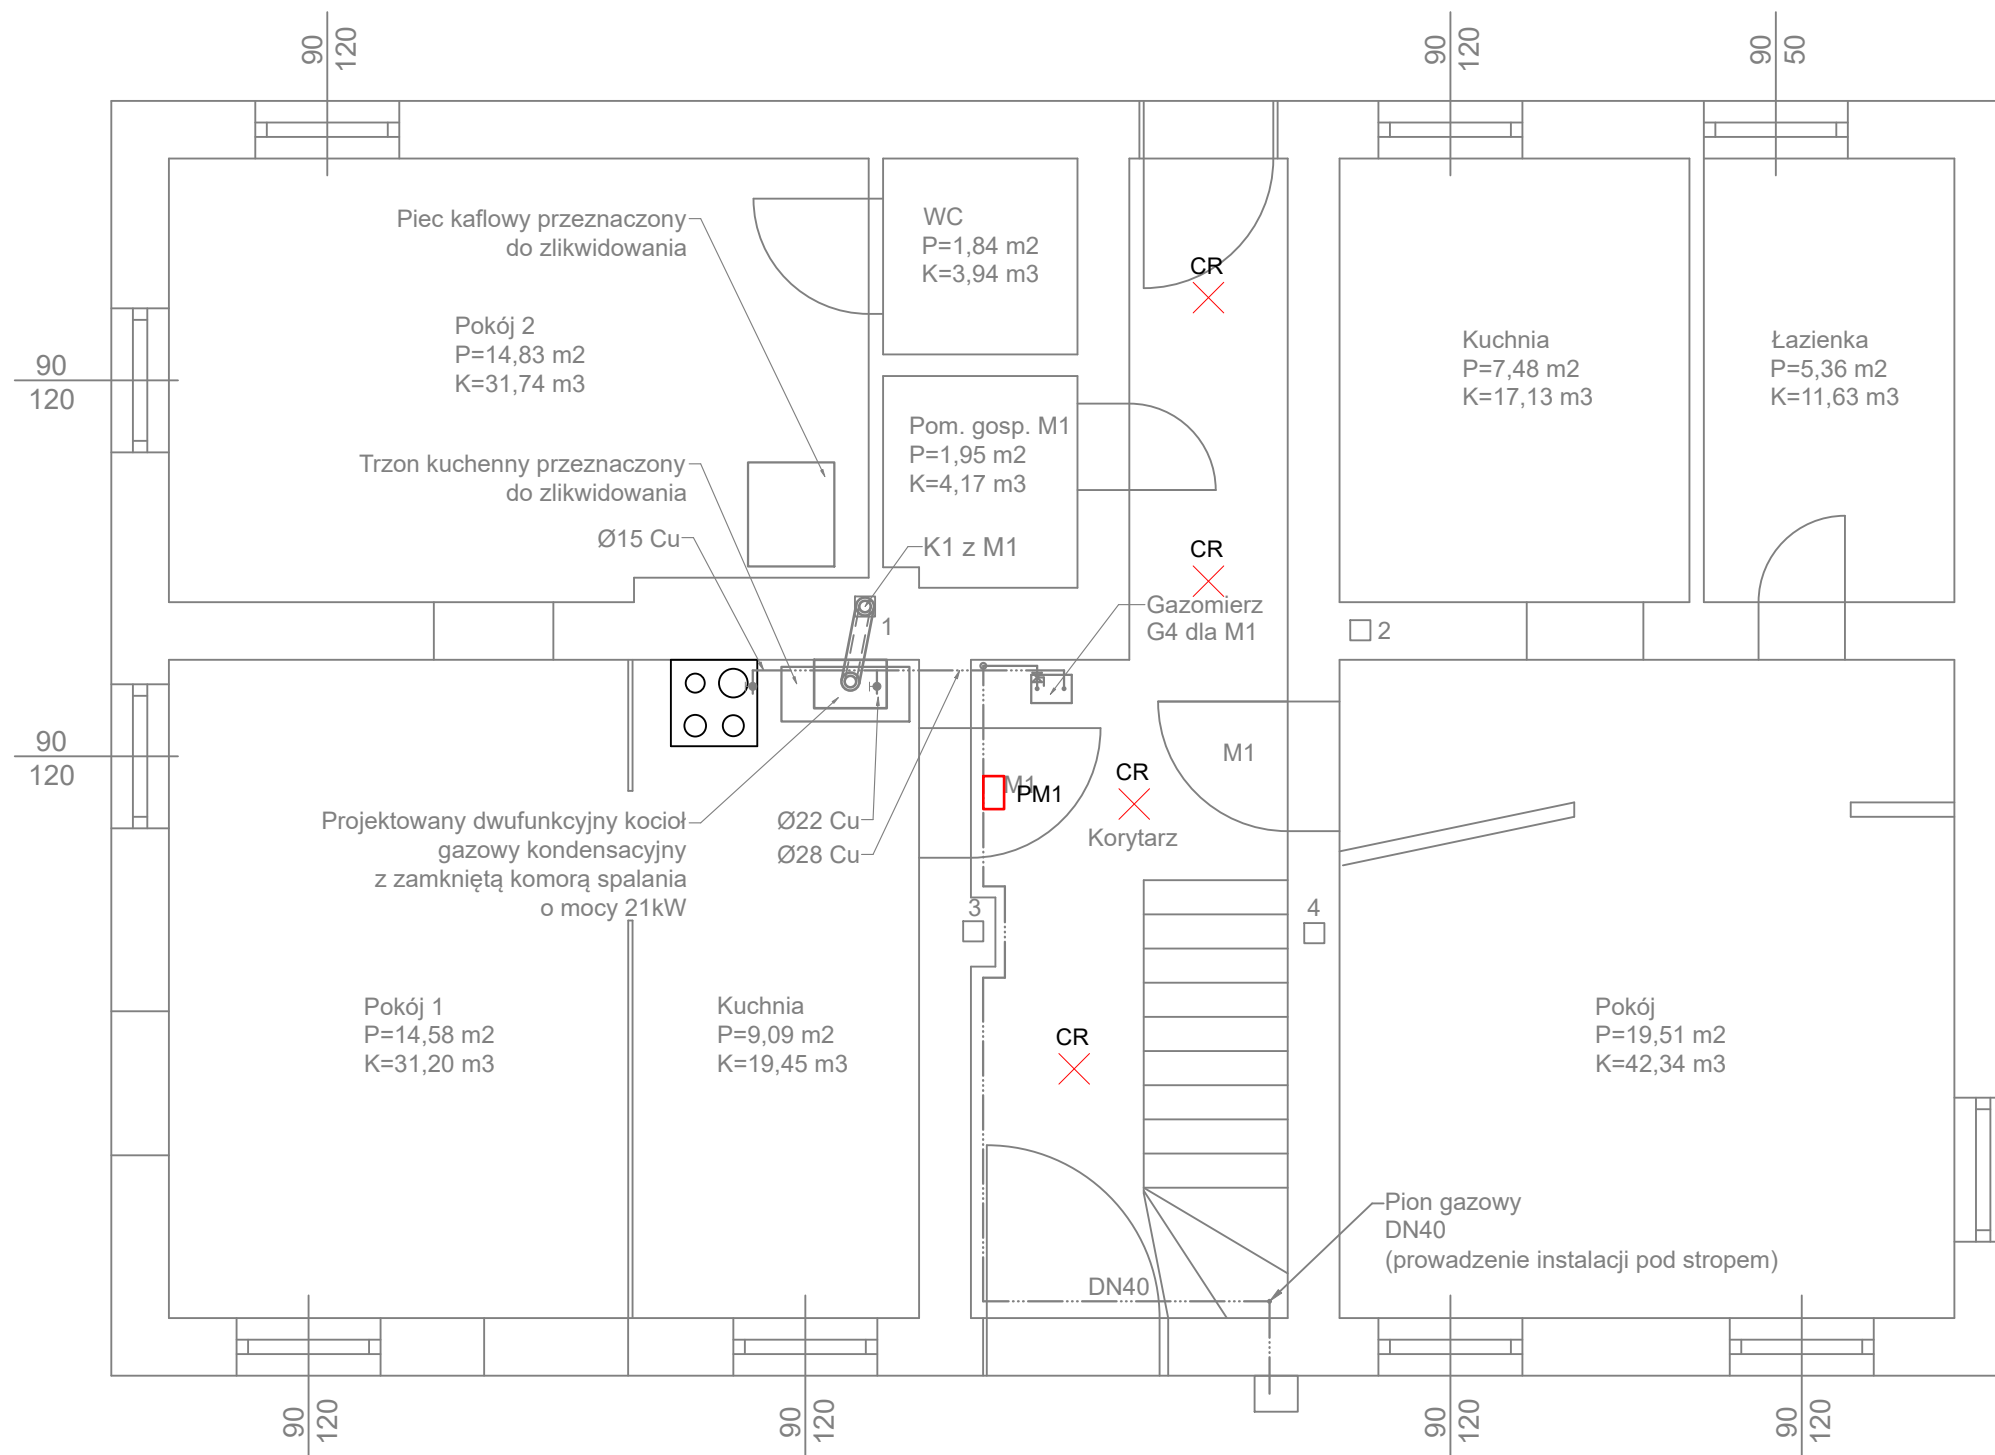 90
120
90
120
90
50
Piec kaflowy przeznaczony
do zlikwidowania
WC
P=1,84 m2
K=3,94 m3
CR
Pokój 2
P=14,83 m2
K=31,74 m3
Kuchnia
P=7,48 m2
K=17,13 m3
Łazienka
P=5,36 m2
K=11,63 m3
90
120
Pom. gosp. M1
P=1,95 m2
K=4,17 m3
Trzon kuchenny przeznaczony
do zlikwidowania
Ø15 Cu
K1 z M1
CR
Gazomierz
G4 dla M1
1
2
90
120
M1
M1
PM1
CR
Korytarz
Projektowany dwufunkcyjny kocioł
gazowy kondensacyjny
z zamkniętą komorą spalania
o mocy 21kW
Ø22 Cu
Ø28 Cu
3
4
Pokój 1
P=14,58 m2
K=31,20 m3
Kuchnia
P=9,09 m2
K=19,45 m3
CR
Pokój
P=19,51 m2
K=42,34 m3
Pion gazowy
DN40
(prowadzenie instalacji pod stropem)
DN40
90
120
90
120
90
120
90
120